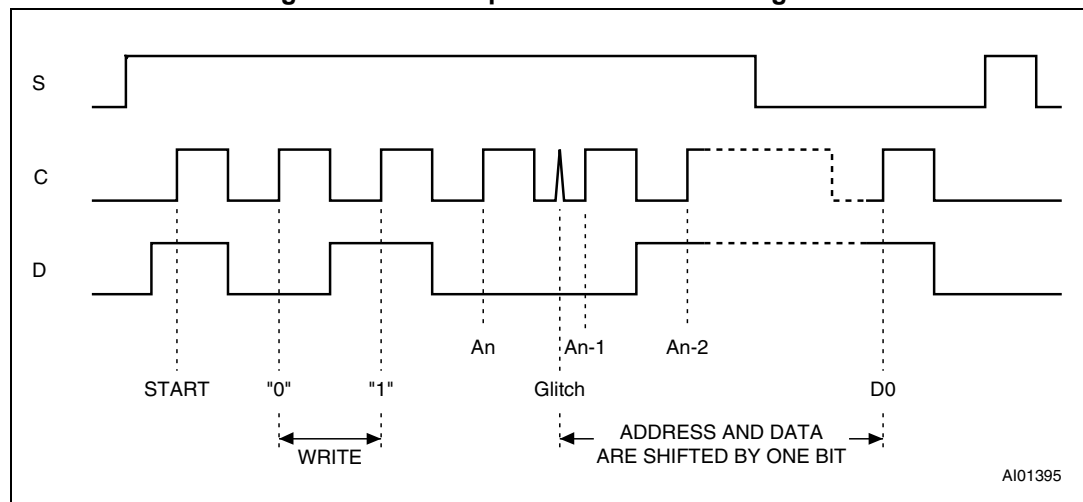 S
C
D
An An-1 An-2
START "0" "1" Glitch D0
WRITE
ADDRESS AND DATA
ARE SHIFTED BY ONE BIT
AI01395